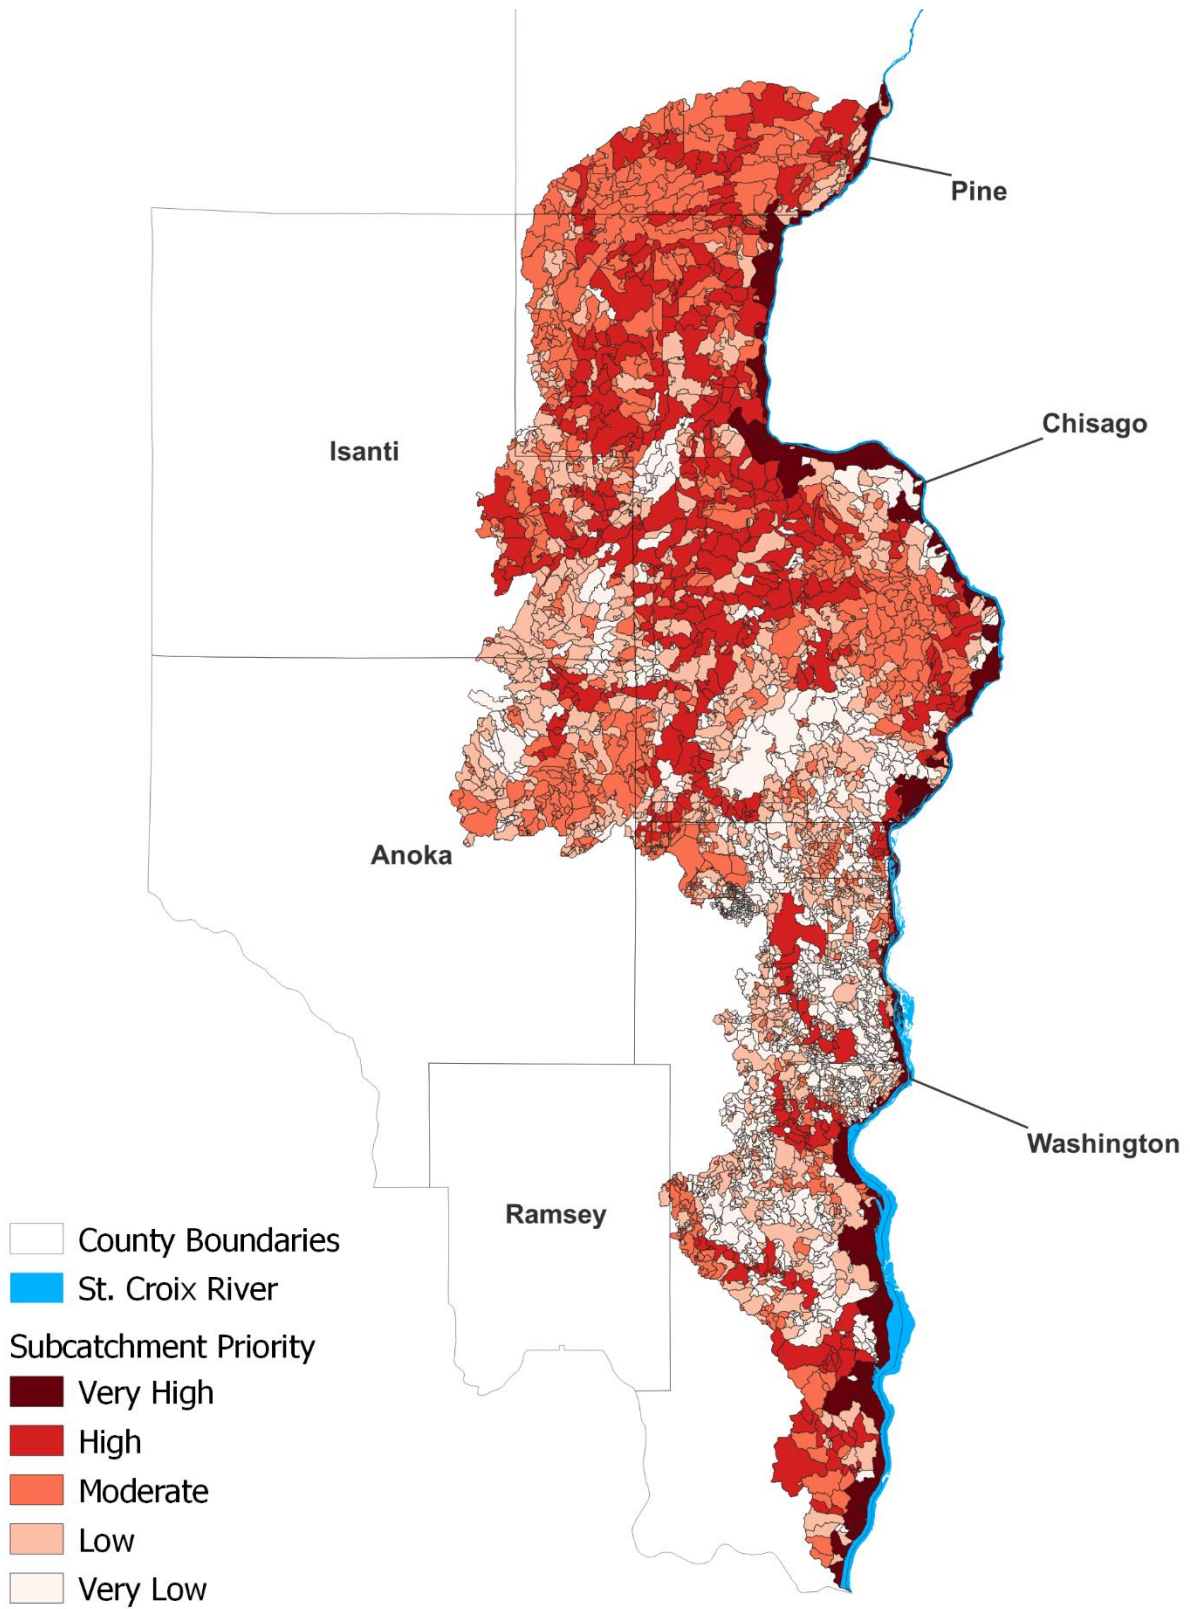 Pine
Chisago
Isanti
Anoka
Washington
Ramsey
County Boundaries
St. Croix River
Subcatchment Priority
Very High
High
Moderate
Low
Very Low